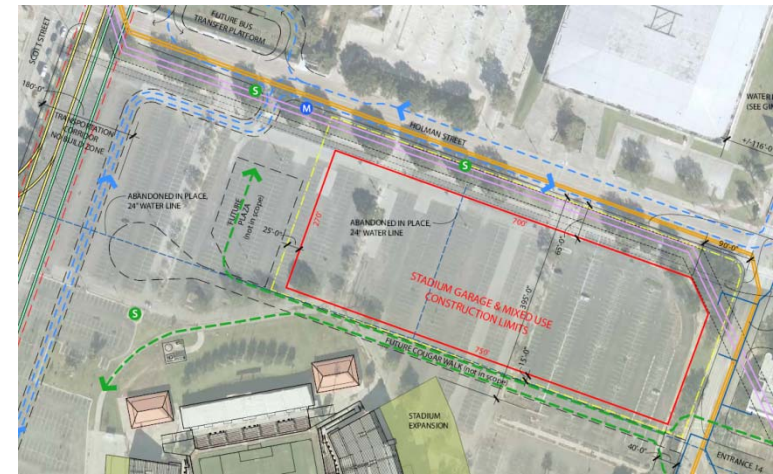 SCOTT STREET
FUTURE BUS
TRANSFER PLATFORM
180'-0"
TRANSPORTATION
CORRIDOR
NO BUILD ZONE
S
M
HOLMAN STREET
S
+/-116'-0"
ABANDONED IN PLACE,
24" WATER LINE
FUTURE
PLAZA
(not in scope)
25'-0"
270'
ABANDONED IN PLACE,
24" WATER LINE
700'
65'-0"
90'-0"
STADIUM GARAGE & MIXED USE
CONSTRUCTION LIMITS
395'-0"
S
750'
15'-0"
FUTURE COUGAR WALK (not in scope)
STADIUM
EXPANSION
40'-0"
ENTRANCE 14